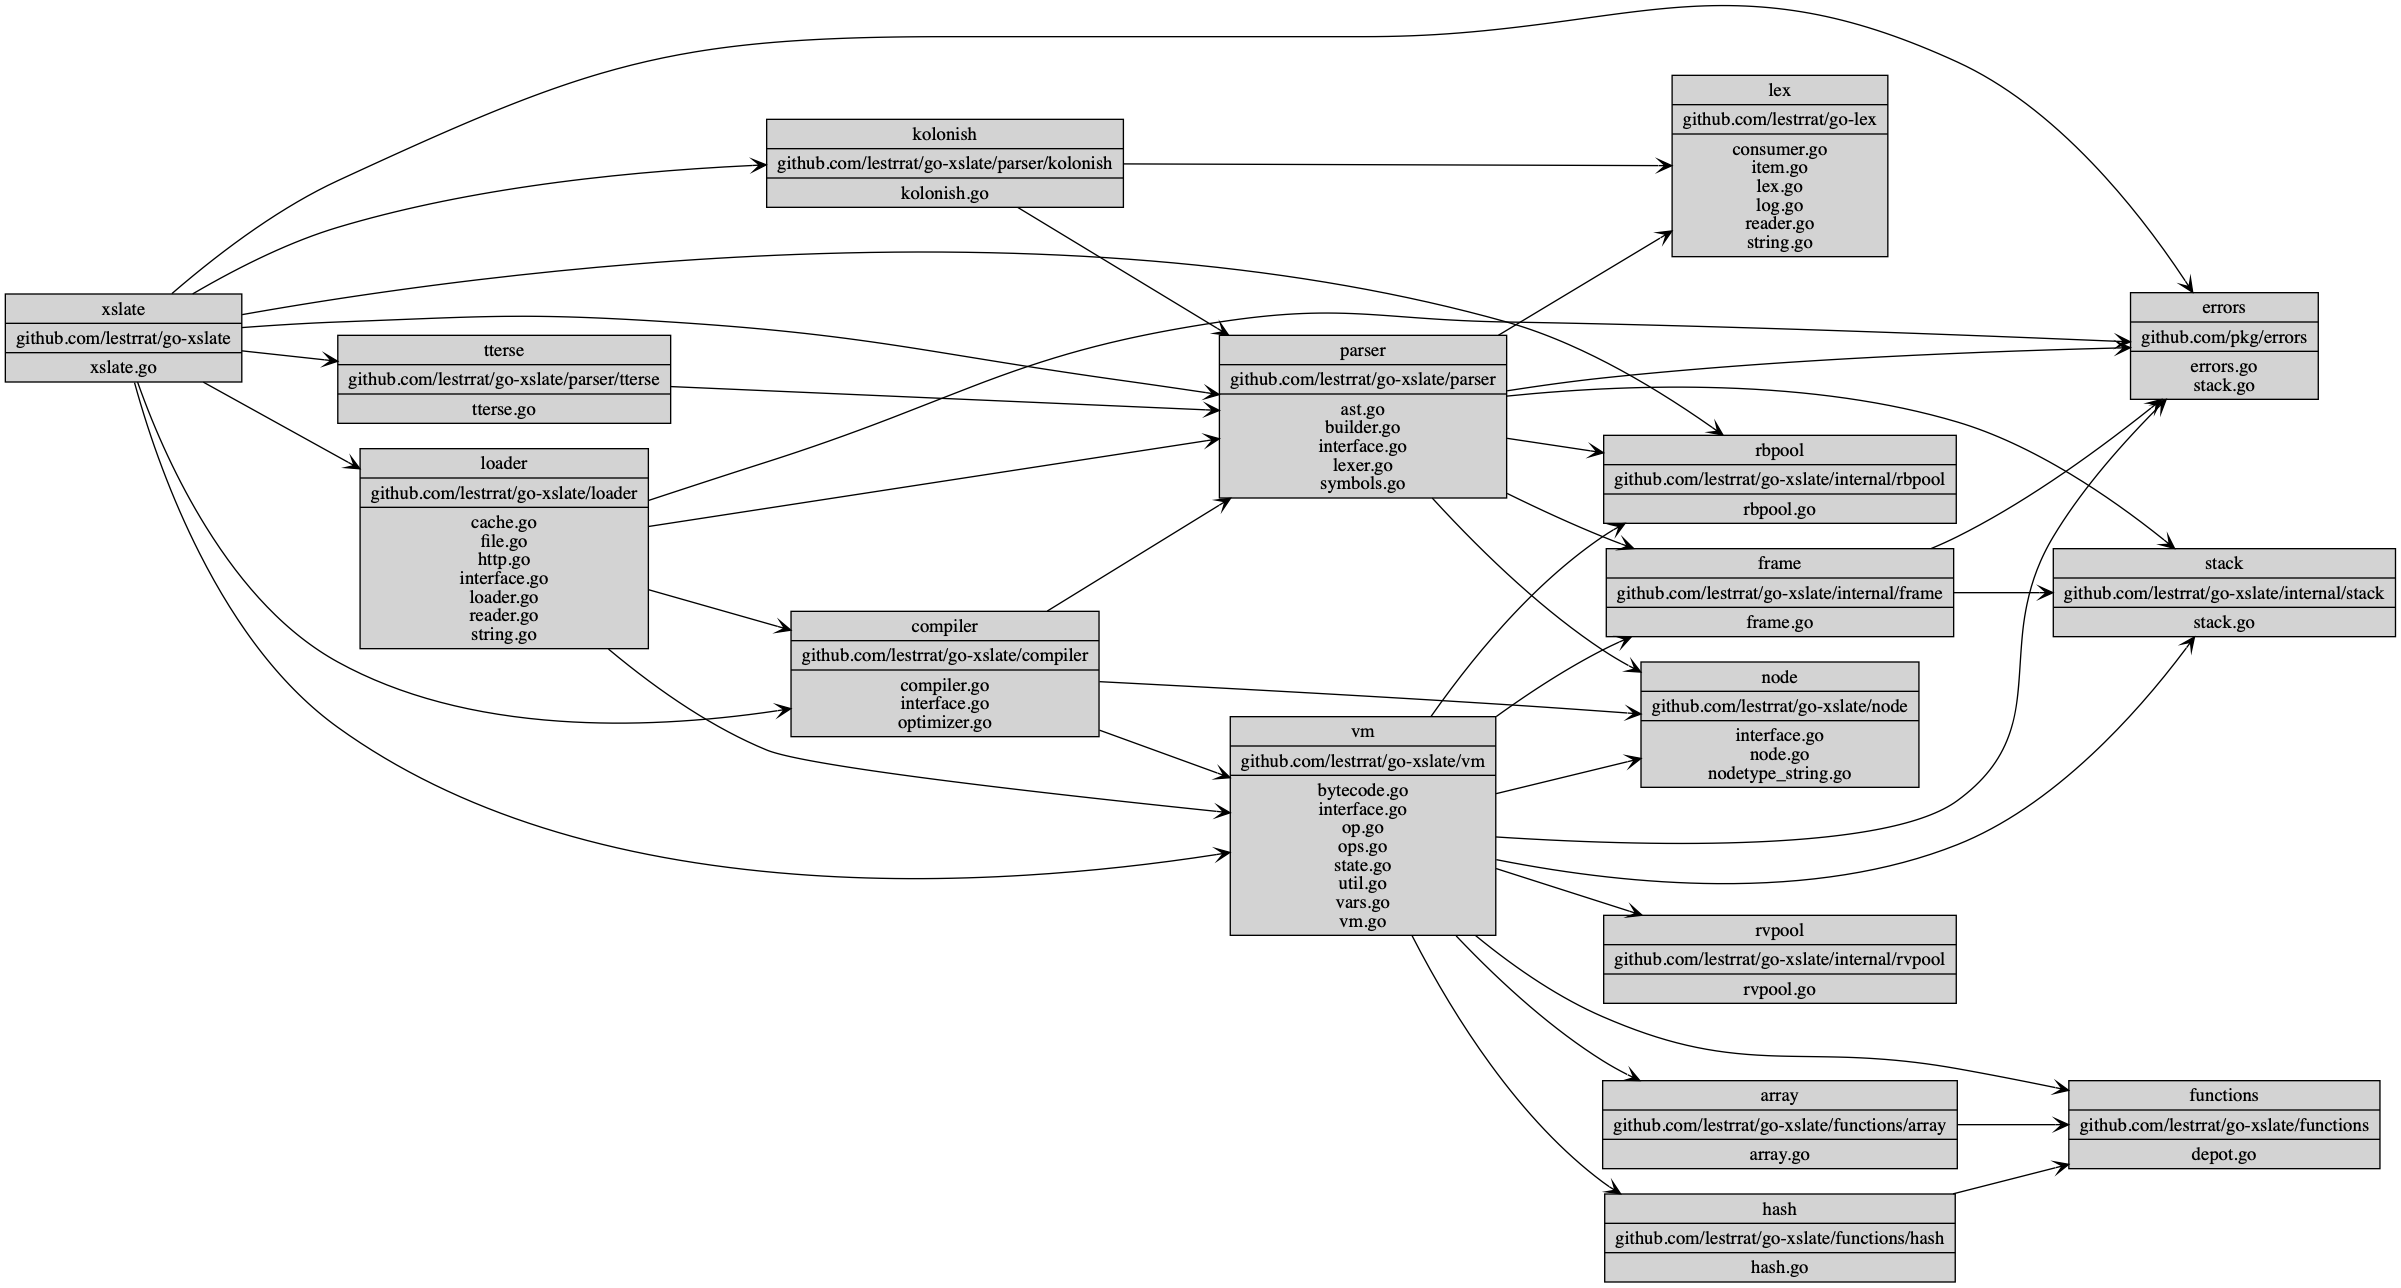 lex
github.com/lestrrat/go-lex
consumer.go
item.go
lex.go
log.go
reader.go
string.go
kolonish
github.com/lestrrat/go-xslate/parser/kolonish
kolonish.go
xslate
github.com/lestrrat/go-xslate
xslate.go
errors
github.com/pkg/errors
errors.go
stack.go
tterse
github.com/lestrrat/go-xslate/parser/tterse
tterse.go
parser
github.com/lestrrat/go-xslate/parser
ast.go
builder.go
interface.go
lexer.go
symbols.go
loader
github.com/lestrrat/go-xslate/loader
cache.go
file.go
http.go
interface.go
loader.go
reader.go
string.go
rbpool
github.com/lestrrat/go-xslate/internal/rbpool
rbpool.go
frame
github.com/lestrrat/go-xslate/internal/frame
frame.go
stack
github.com/lestrrat/go-xslate/internal/stack
stack.go
compiler
github.com/lestrrat/go-xslate/compiler
compiler.go
interface.go
optimizer.go
node
github.com/lestrrat/go-xslate/node
interface.go
node.go
nodetype_string.go
vm
github.com/lestrrat/go-xslate/vm
bytecode.go
interface.go
op.go
ops.go
state.go
util.go
vars.go
vm.go
rvpool
github.com/lestrrat/go-xslate/internal/rvpool
rvpool.go
array
github.com/lestrrat/go-xslate/functions/array
array.go
functions
github.com/lestrrat/go-xslate/functions
depot.go
hash
github.com/lestrrat/go-xslate/functions/hash
hash.go